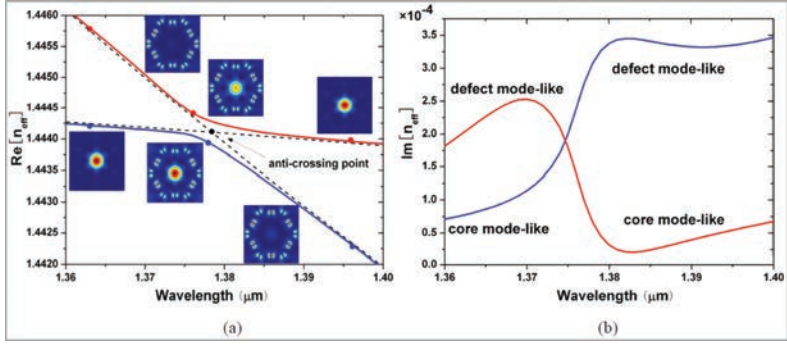 1.4460
1.4455
1.4450
1.4445
1.4440
1.4435
1.4430
1.4425
1.4420
Re [n_eff]
anti-crossing point
1.36 1.37 1.38 1.39 1.40
Wavelength (μm)
(a)
×10⁻⁴
3.5
3.0
2.5
2.0
1.5
1.0
0.5
0.0
Im [n_eff]
defect mode-like
defect mode-like
core mode-like
core mode-like
1.36 1.37 1.38 1.39 1.40
Wavelength (μm)
(b)